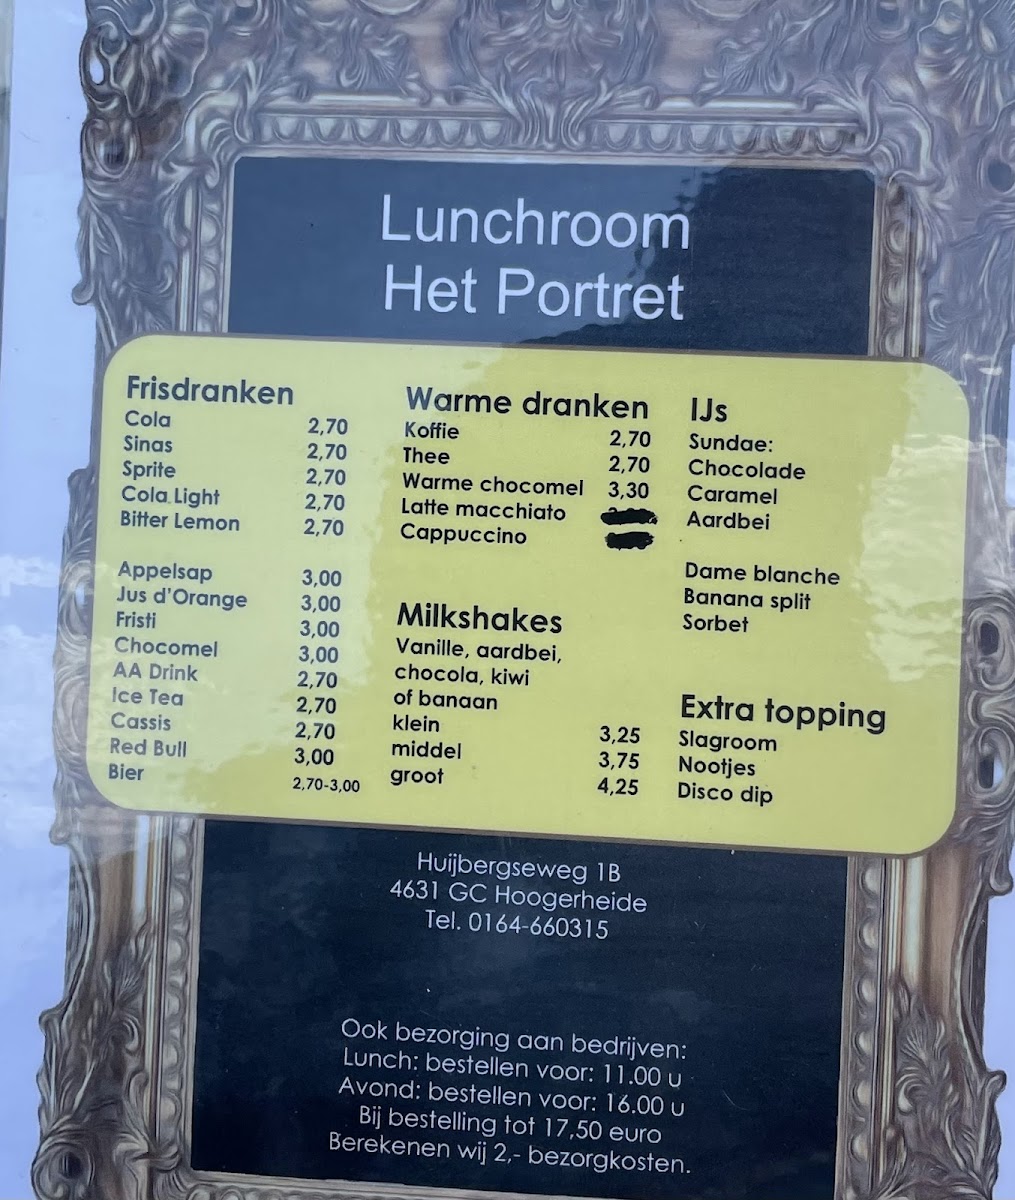 Lunchroom
Het Portret
Frisdranken
Cola 2,70
Sinas 2,70
Sprite 2,70
Cola Light 2,70
Bitter Lemon 2,70
Appelsap 3,00
Jus d'Orange 3,00
Fristi 3,00
Chocomel 3,00
AA Drink 2,70
Ice Tea 2,70
Cassis 2,70
Red Bull 3,00
Bier 2,70-3,00
Warme dranken
Koffie 2,70
Thee 2,70
Warme chocomel 3,30
Latte macchiato
Cappuccino
Milkshakes
Vanille, aardbei,
chocola, kiwi
of banaan
klein 3,25
middel 3,75
groot 4,25
IJs
Sundae:
Chocolade
Caramel
Aardbei
Dame blanche
Banana split
Sorbet
Extra topping
Slagroom
Nootjes
Disco dip
Huijbergseweg 1B
4631 GC Hoogerheide
Tel. 0164-660315
Ook bezorging aan bedrijven:
Lunch: bestellen voor: 11.00 u
Avond: bestellen voor: 16.00 u
Bij bestelling tot 17,50 euro
Berekenen wij 2,- bezorgkosten.